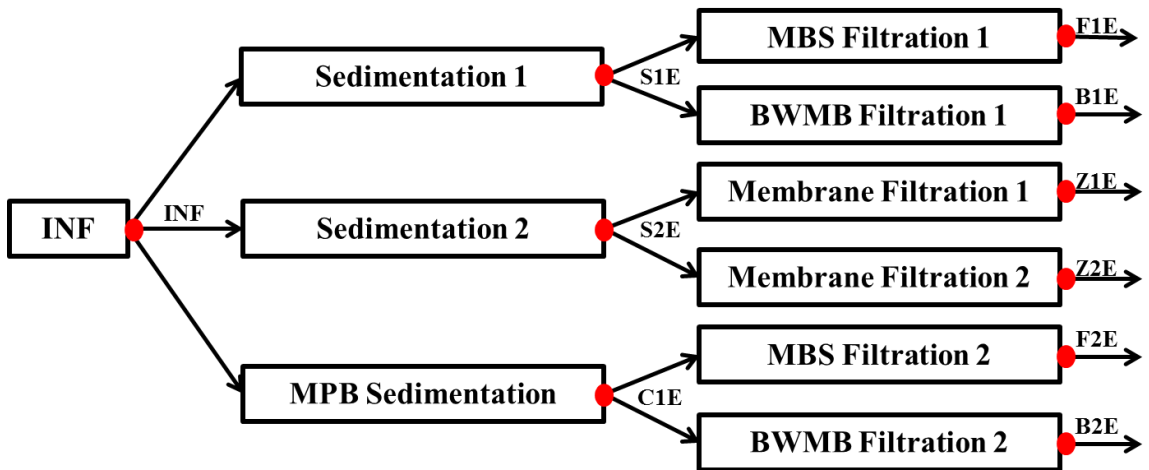 MBS Filtration 1
F1E
Sedimentation 1
S1E
BWMB Filtration 1
B1E
Membrane Filtration 1
Z1E
INF
INF
Sedimentation 2
S2E
Membrane Filtration 2
Z2E
MBS Filtration 2
F2E
MPB Sedimentation
C1E
BWMB Filtration 2
B2E